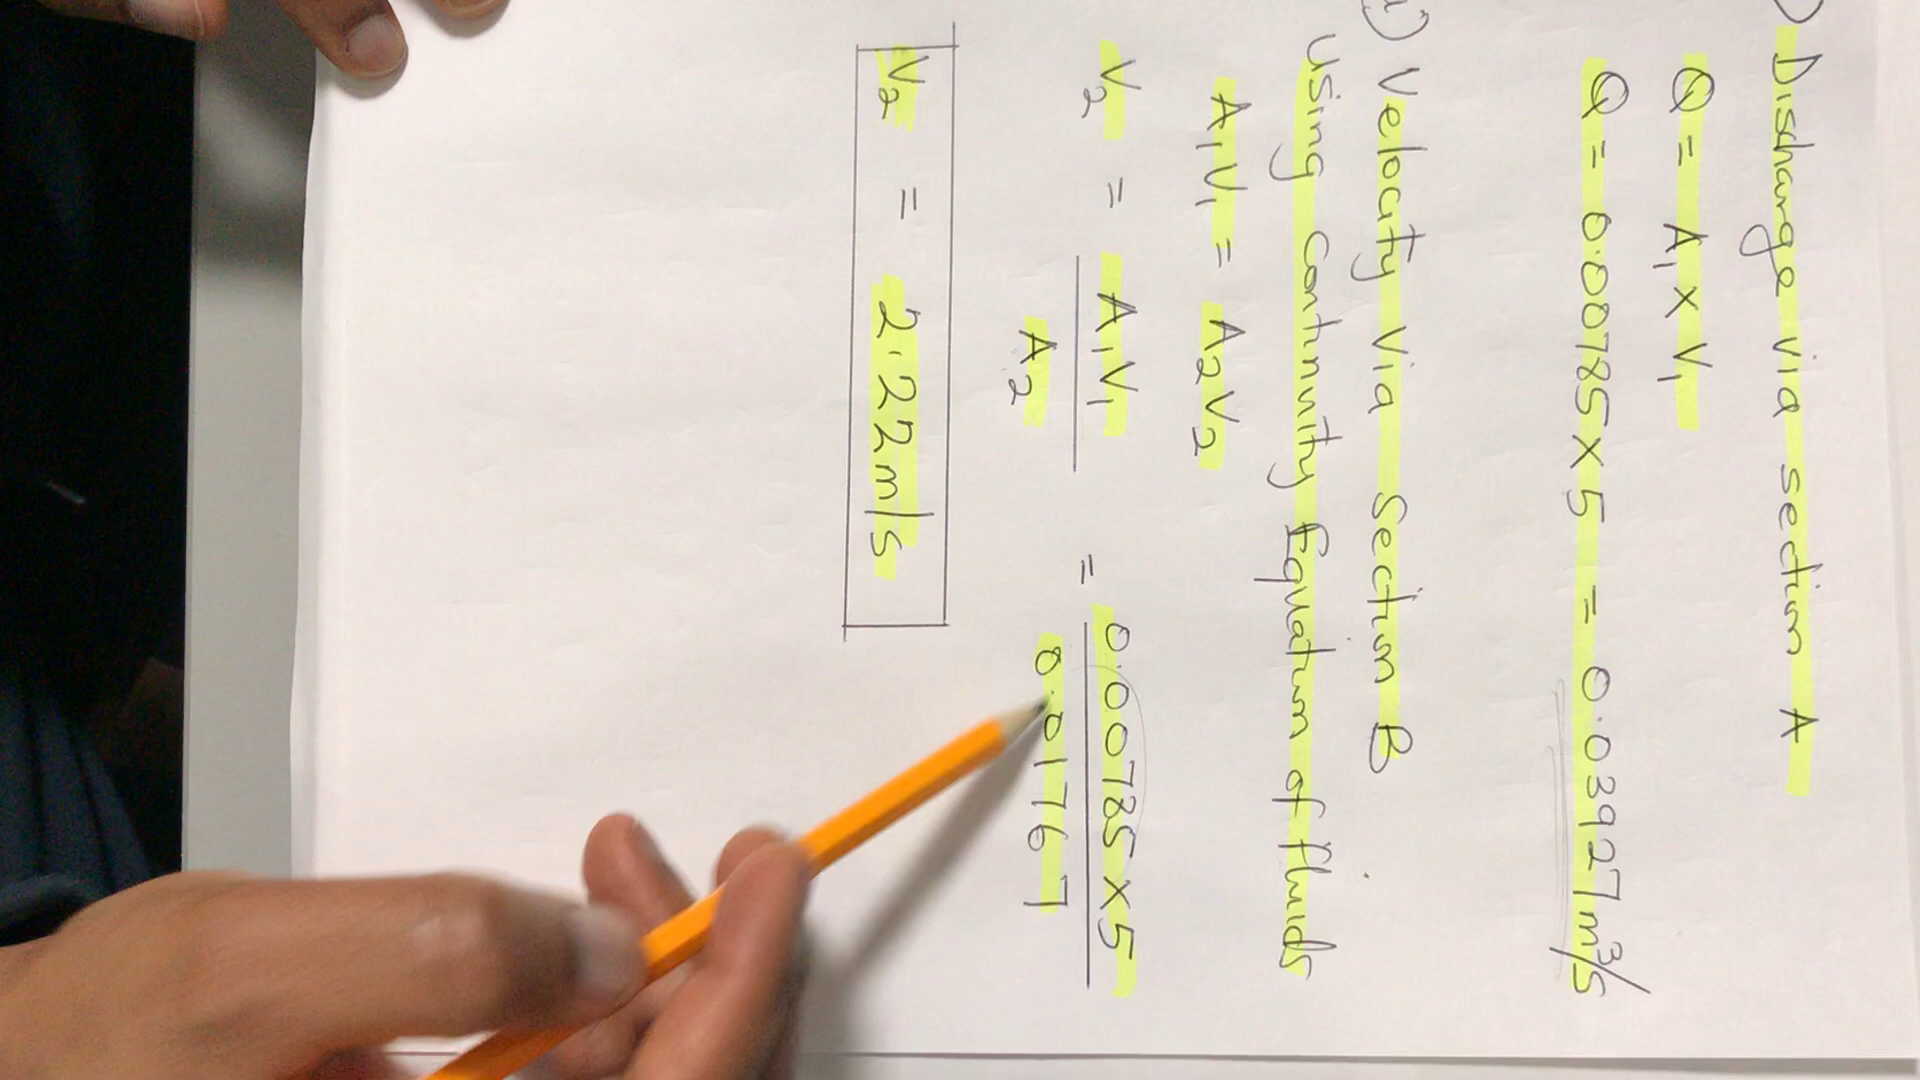 ) Discharge via section A
Q = A₁ × V₁
Q = 0.00785 × 5 = 0.03927 m³/s
) Velocity Via Section B
Using Continuity Equation of fluids
A₁V₁ = A₂V₂
V₂ = A₁V₁ / A₂ = 0.00785 × 5 / 0.01767
V₂ = 2.22 m/s